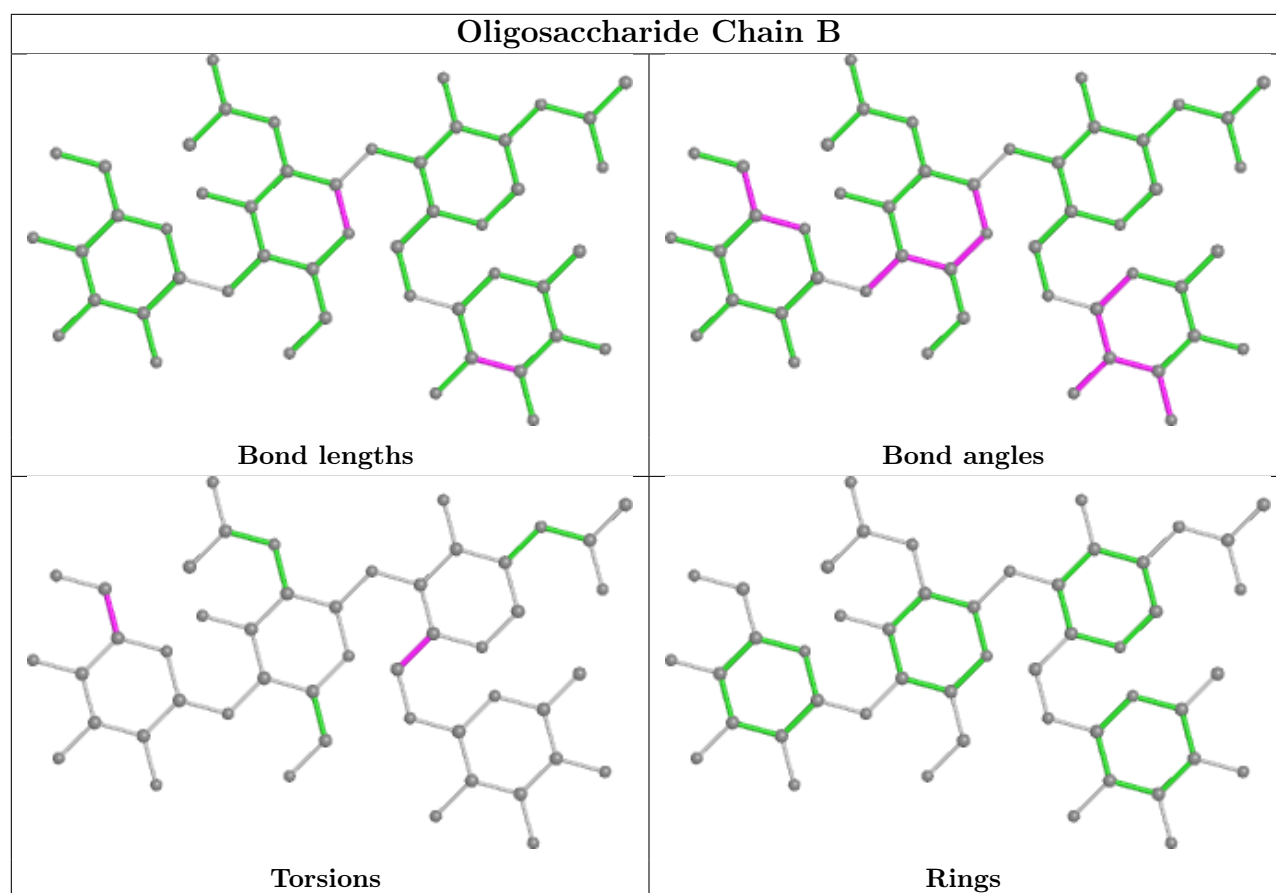 Oligosaccharide Chain B
Bond lengths
Bond angles
Torsions
Rings